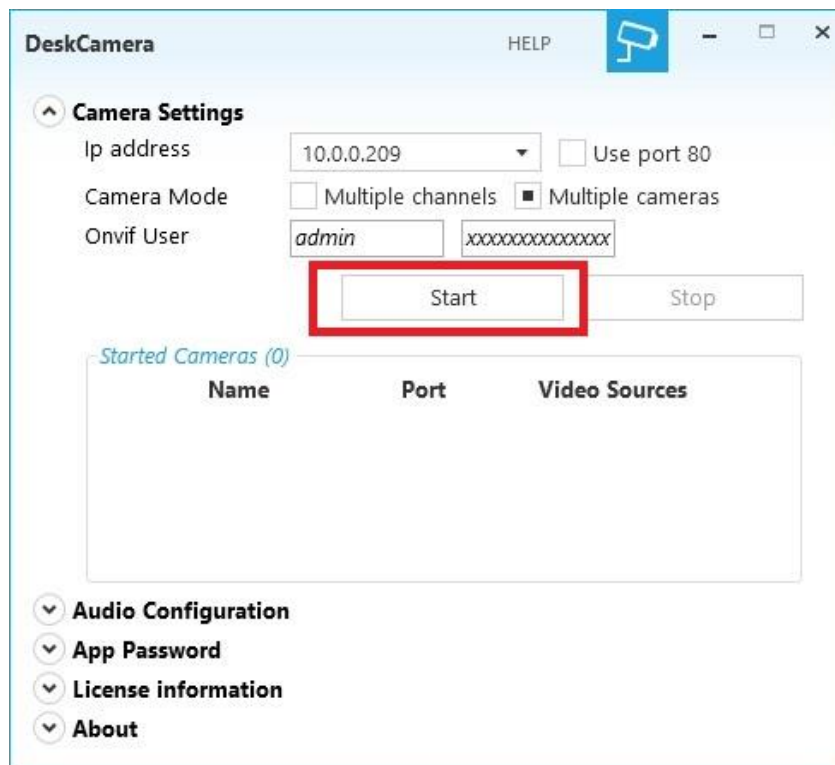 DeskCamera HELP
Camera Settings
Ip address 10.0.0.209 Use port 80
Camera Mode Multiple channels Multiple cameras
Onvif User admin xxxxxxxxxxxxxx
Start Stop
Started Cameras (0)
Name Port Video Sources
Audio Configuration
App Password
License information
About